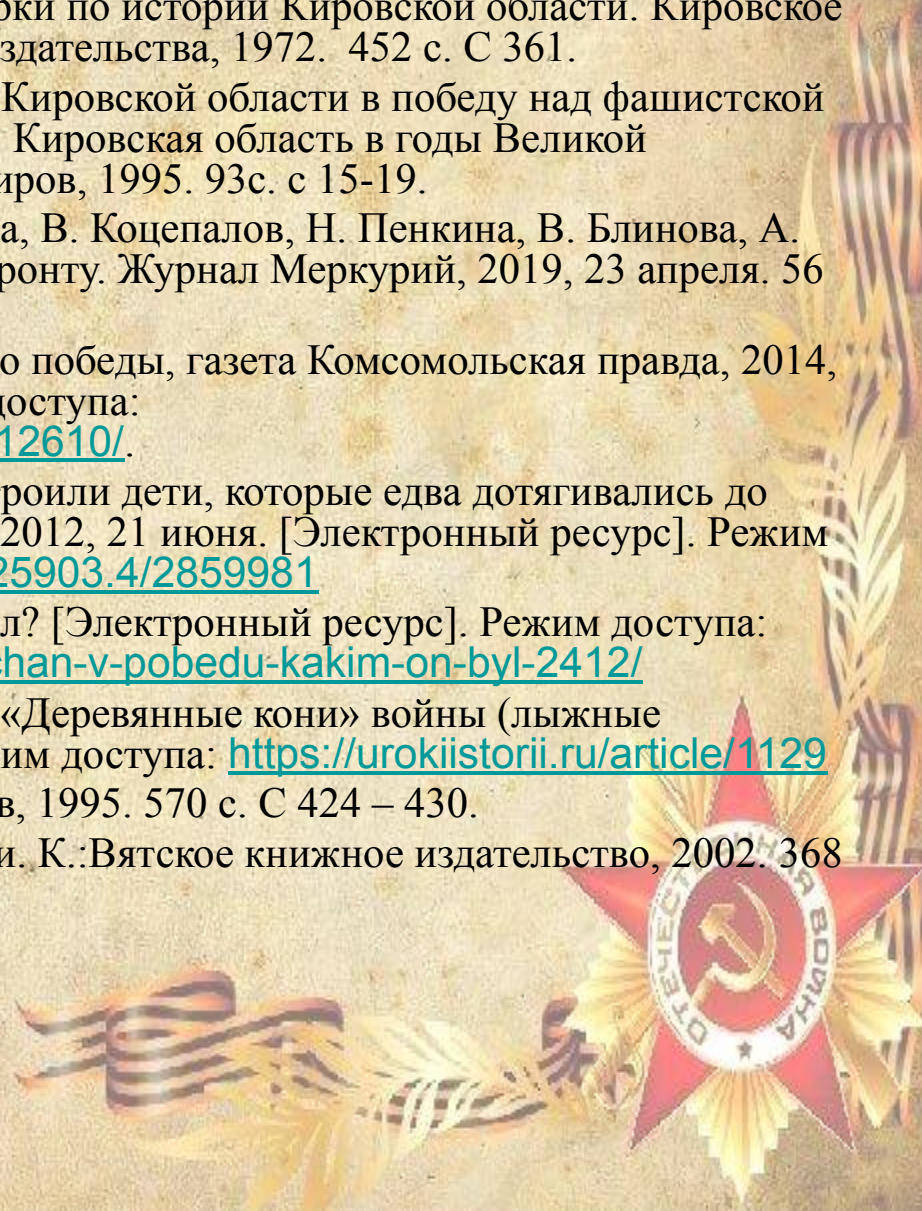 рки по истории Кировской области. Кировское
здательства, 1972. 452 с. С 361.
Кировской области в победу над фашистской
Кировская область в годы Великой
иров, 1995. 93с. с 15-19.
а, В. Коцепалов, Н. Пенкина, В. Блинова, А.
ронту. Журнал Меркурий, 2019, 23 апреля. 56
о победы, газета Комсомольская правда, 2014,
доступа:
12610/.
роили дети, которые едва дотягивались до
2012, 21 июня. [Электронный ресурс]. Режим
25903.4/2859981
л? [Электронный ресурс]. Режим доступа:
chan-v-pobedu-kakim-on-byl-2412/
«Деревянные кони» войны (лыжные
им доступа: https://urokiistorii.ru/article/1129
в, 1995. 570 с. С 424 – 430.
и. К.:Вятское книжное издательство, 2002. 368
ОТЕЧЕСТВЕННАЯ ВОЙНА